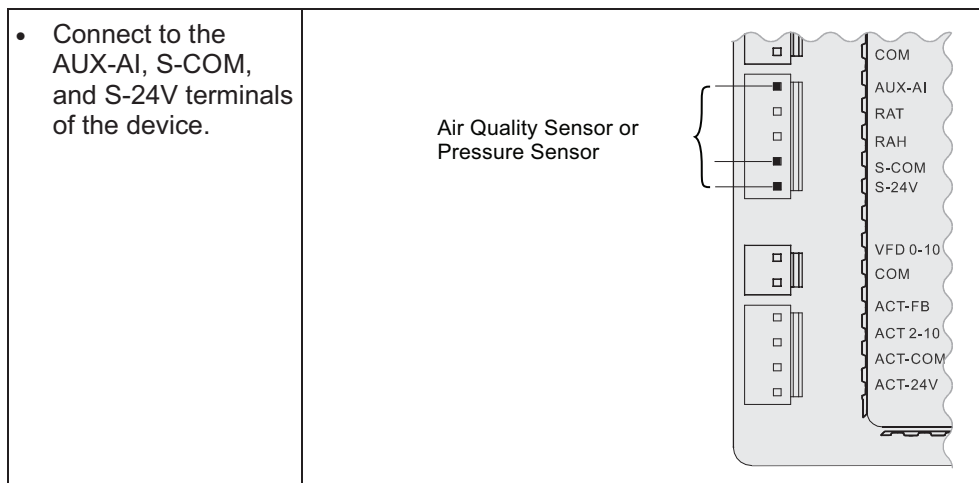 • Connect to the
AUX-AI, S-COM,
and S-24V terminals
of the device.
Air Quality Sensor or
Pressure Sensor
COM
AUX-AI
RAT
RAH
S-COM
S-24V
VFD 0-10
COM
ACT-FB
ACT 2-10
ACT-COM
ACT-24V